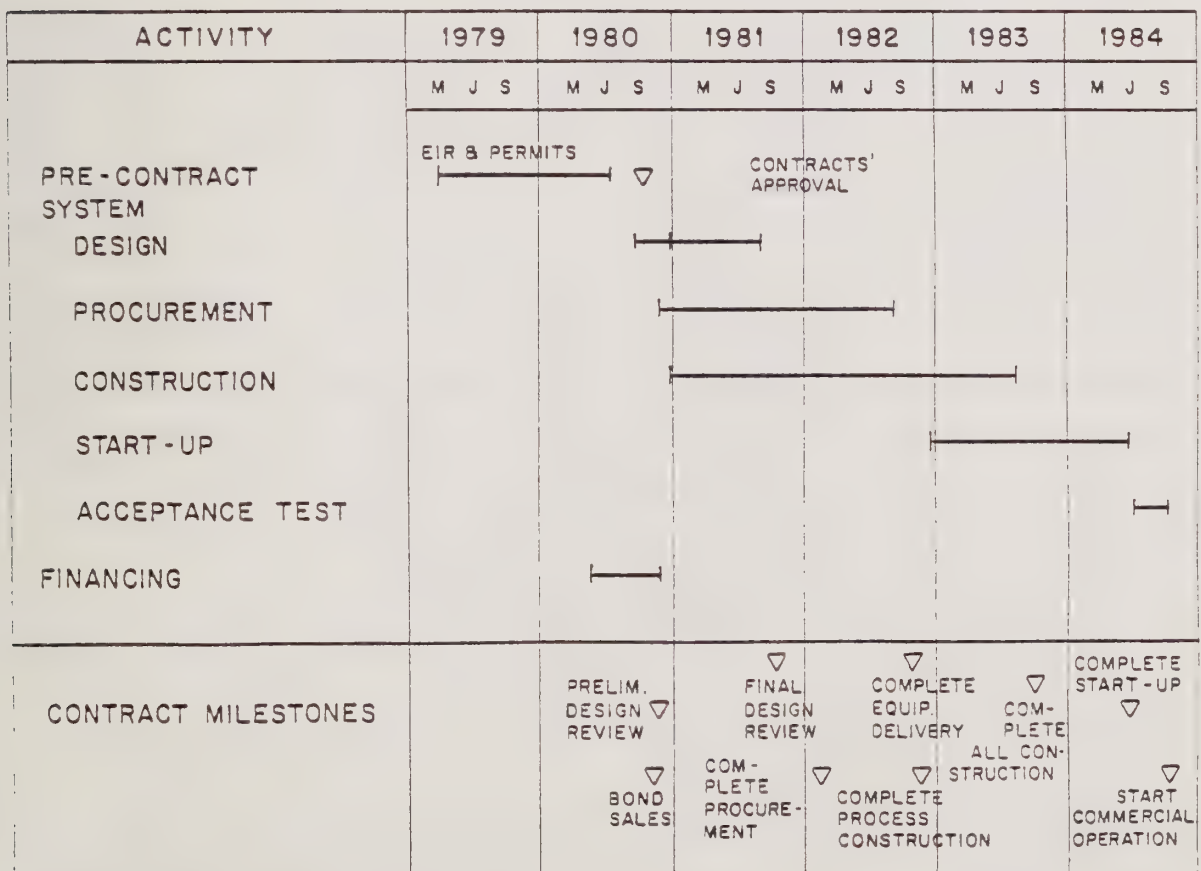 ACTIVITY 1979 1980 1981 1982 1983 1984
M J S M J S M J S M J S M J S M J S
EIR & PERMITS
PRE-CONTRACT
CONTRACTS'
APPROVAL
SYSTEM
DESIGN
PROCUREMENT
CONSTRUCTION
START-UP
ACCEPTANCE TEST
FINANCING
CONTRACT MILESTONES
PRELIM.
DESIGN
REVIEW
BOND
SALES
FINAL
DESIGN
REVIEW
COM-
PLETE
PROCURE-
MENT
COMPLETE
EQUIP.
DELIVERY
COMPLETE
PROCESS
CONSTRUCTION
COM-
PLETE
ALL CON-
STRUCTION
COMPLETE
START-UP
START
COMMERCIAL
OPERATION